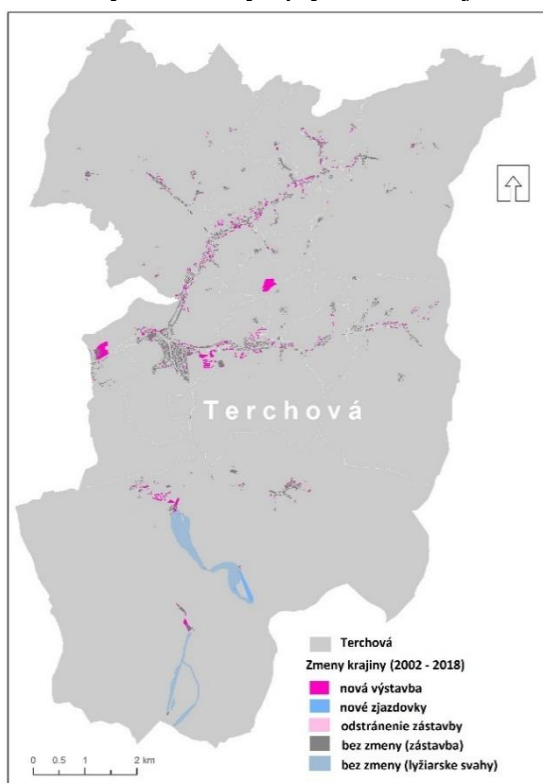 Terchová
Terchová
Zmeny krajiny (2002 - 2018)
nová výstavba
nové zjazdovky
odstránenie zástavby
bez zmeny (zástavba)
bez zmeny (lyžiarske svahy)
0 0.5 1 2 km